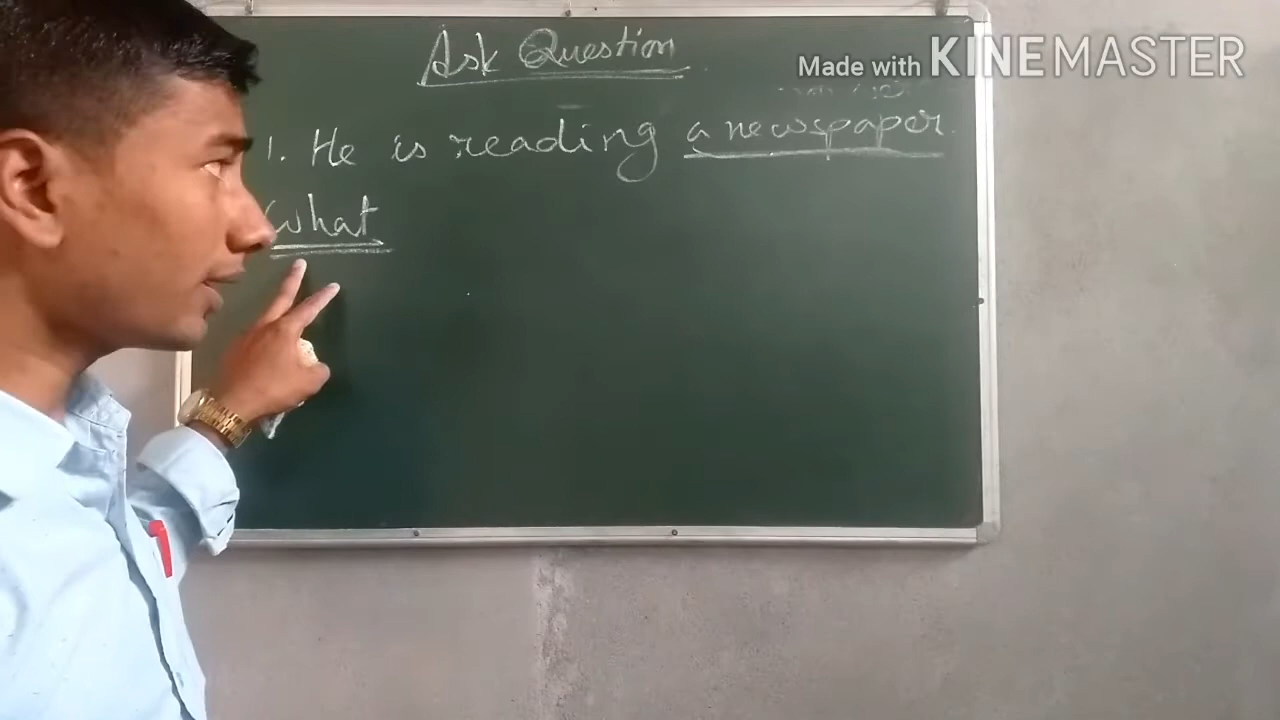 Ask Question
Made with KINEMASTER
1. He is reading a newspaper.
What